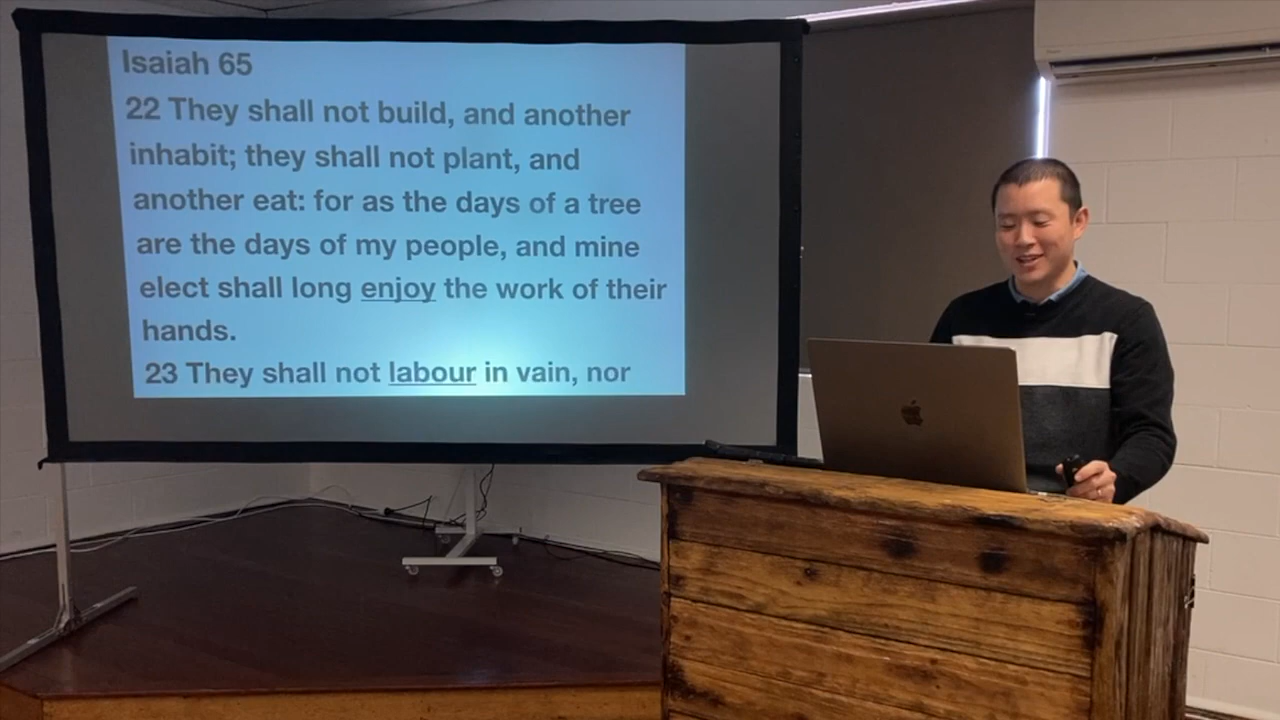 Isaiah 65
22 They shall not build, and another
inhabit; they shall not plant, and
another eat: for as the days of a tree
are the days of my people, and mine
elect shall long enjoy the work of their
hands.
23 They shall not labour in vain, nor